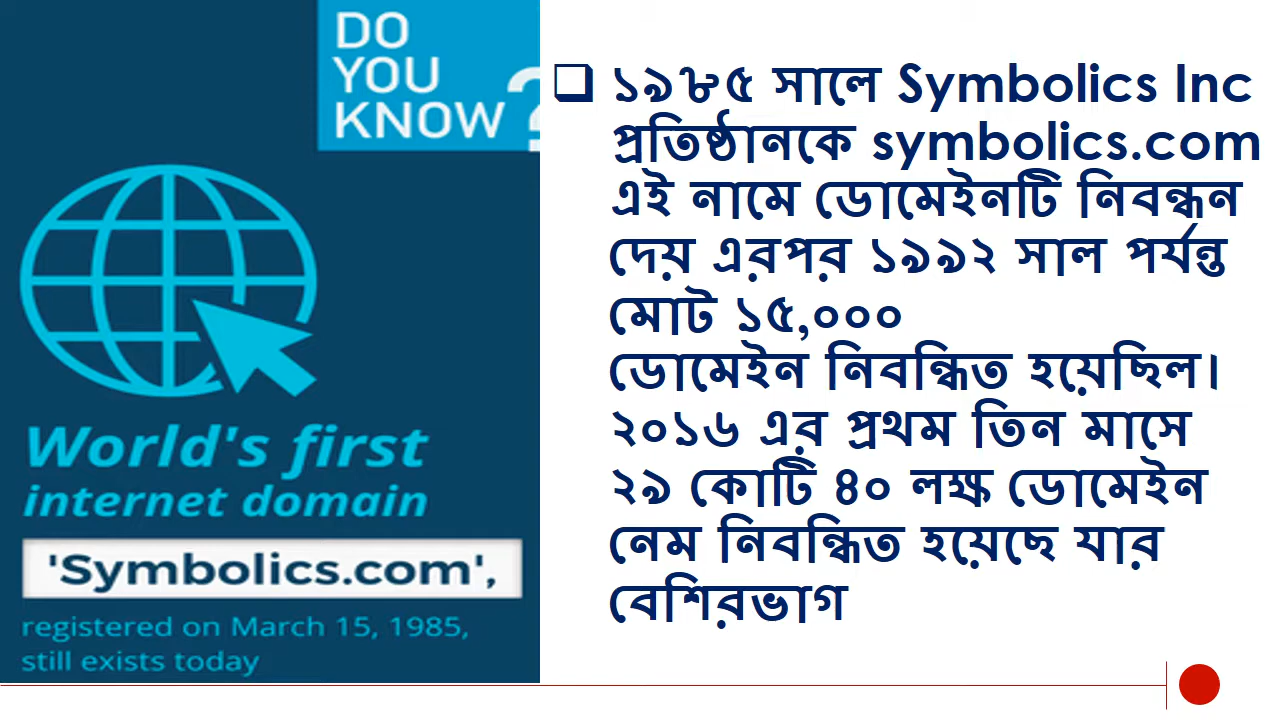 DO
YOU
KNOW?
World's first
internet domain
'Symbolics.com',
registered on March 15, 1985,
still exists today
১৯৮৫ সালে Symbolics Inc
প্রতিষ্ঠানকে symbolics.com
এই নামে ডোমেইনটি নিবন্ধন
দেয় এরপর ১৯৯২ সাল পর্যন্ত
মোট ১৫,০০০
ডোমেইন নিবন্ধিত হয়েছিল।
২০১৬ এর প্রথম তিন মাসে
২৯ কোটি ৪০ লক্ষ ডোমেইন
নেম নিবন্ধিত হয়েছে যার
বেশিরভাগ